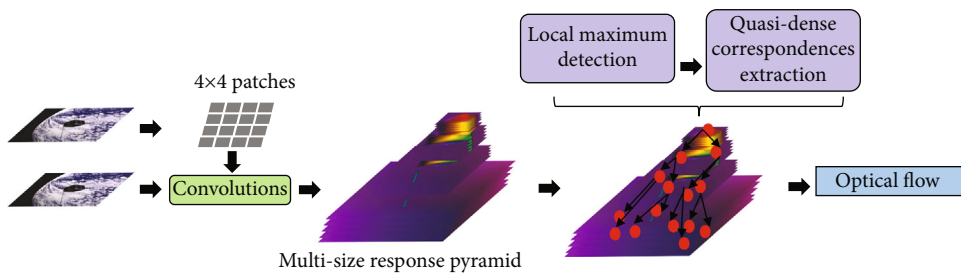 Local maximum
detection
Quasi-dense
correspondences
extraction
4×4 patches
Convolutions
Optical flow
Multi-size response pyramid